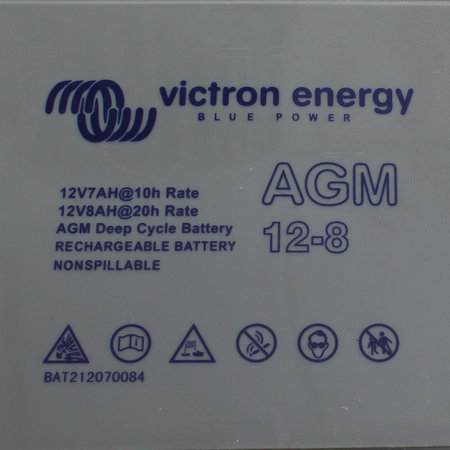 victron energy
BLUE POWER
12V7AH@10h Rate
12V8AH@20h Rate
AGM Deep Cycle Battery
RECHARGEABLE BATTERY
NONSPILLABLE
AGM
12-8
BAT212070084